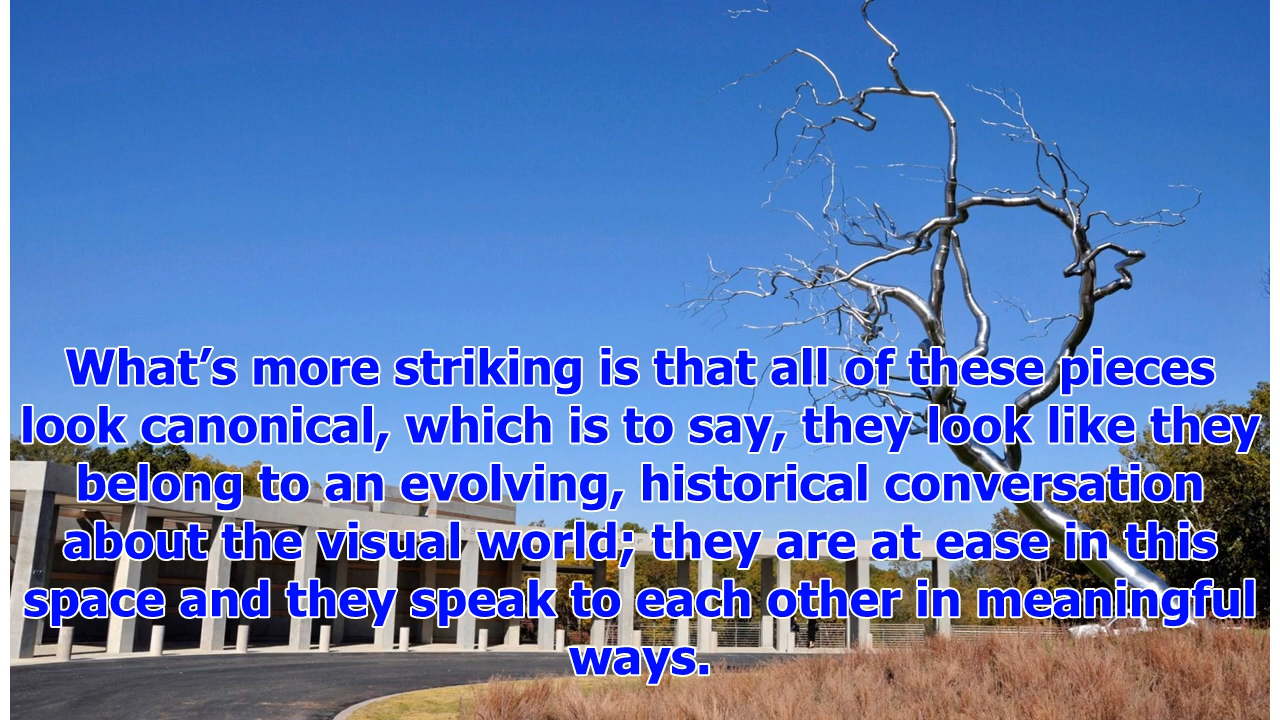 What’s more striking is that all of these pieces
look canonical, which is to say, they look like they
belong to an evolving, historical conversation
about the visual world; they are at ease in this
space and they speak to each other in meaningful
ways.